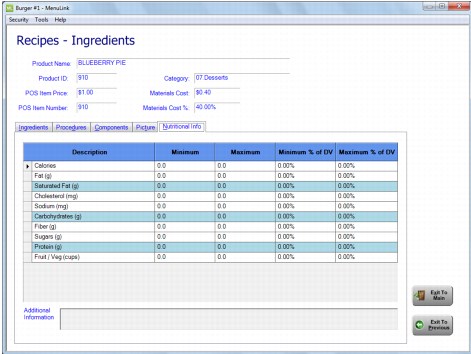 Burger #1 - MenuLink
Security Tools Help
Recipes - Ingredients
Product Name: BLUEBERRY PIE
Product ID: 910 Category: 07 Desserts
POS Item Price: $1.00 Materials Cost: $0.40
POS Item Number: 910 Materials Cost %: 40.00%
Ingredients Procedures Components Picture Nutritional Info
Description Minimum Maximum Minimum % of DV Maximum % of DV
Calories 0.0 0.0 0.00% 0.00%
Fat (g) 0.0 0.0 0.00% 0.00%
Saturated Fat (g) 0.0 0.0 0.00% 0.00%
Cholesterol (mg) 0.0 0.0 0.00% 0.00%
Sodium (mg) 0.0 0.0 0.00% 0.00%
Carbohydrates (g) 0.0 0.0 0.00% 0.00%
Fiber (g) 0.0 0.0 0.00% 0.00%
Sugars (g) 0.0 0.0 0.00% 0.00%
Protein (g) 0.0 0.0 0.00% 0.00%
Fruit / Veg (cups) 0.0 0.0 0.00% 0.00%
Exit To
Main
Additional
Information
Exit To
Previous